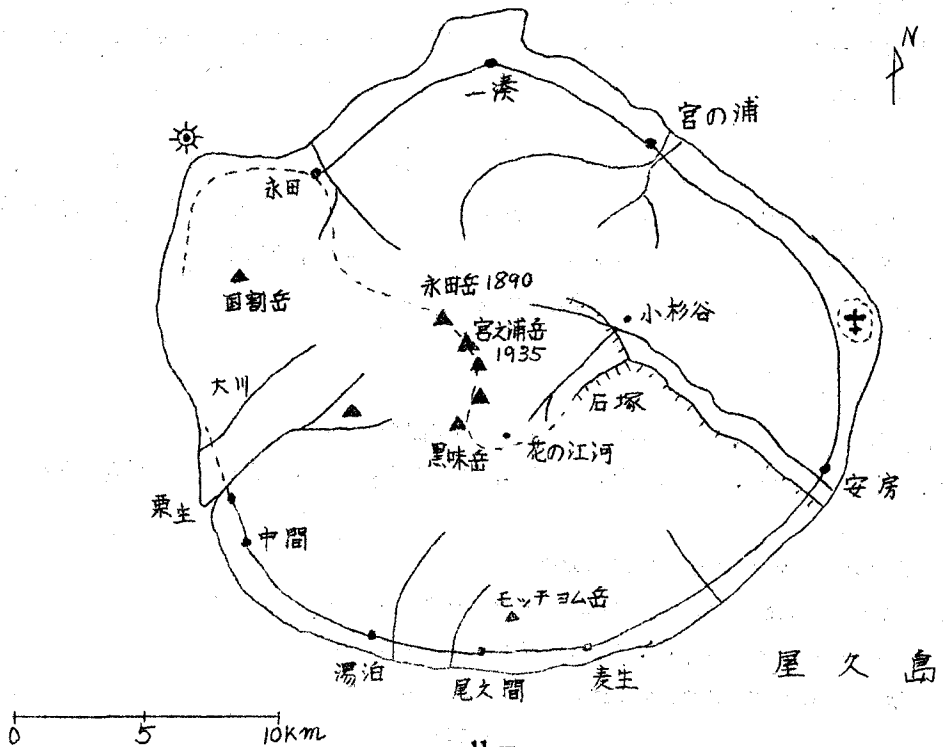 N
一湊
宮の浦
永田
永田岳 1890
国割岳
宮之浦岳
1935
小杉谷
大川
石塚
黒味岳
花の江河
安房
栗生
中間
モッチョム岳
湯泊
尾之間
麦生
屋久島
0 5 10km